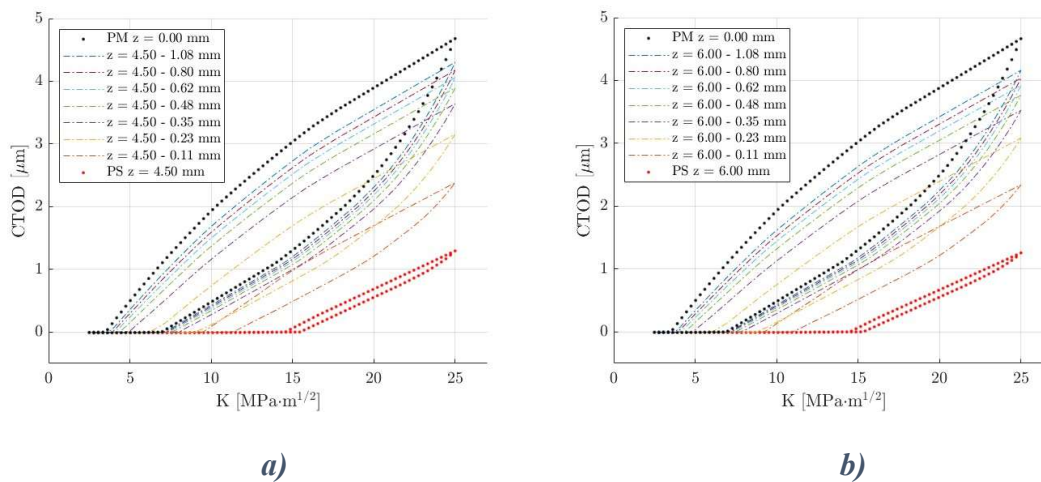 5
4
3
2
1
0
CTOD [μm]
PM z = 0.00 mm
z = 4.50 - 1.08 mm
z = 4.50 - 0.80 mm
z = 4.50 - 0.62 mm
z = 4.50 - 0.48 mm
z = 4.50 - 0.35 mm
z = 4.50 - 0.23 mm
z = 4.50 - 0.11 mm
PS z = 4.50 mm
0 5 10 15 20 25
K [MPa·m^{1/2}]
a)
5
4
3
2
1
0
CTOD [μm]
PM z = 0.00 mm
z = 6.00 - 1.08 mm
z = 6.00 - 0.80 mm
z = 6.00 - 0.62 mm
z = 6.00 - 0.48 mm
z = 6.00 - 0.35 mm
z = 6.00 - 0.23 mm
z = 6.00 - 0.11 mm
PS z = 6.00 mm
0 5 10 15 20 25
K [MPa·m^{1/2}]
b)